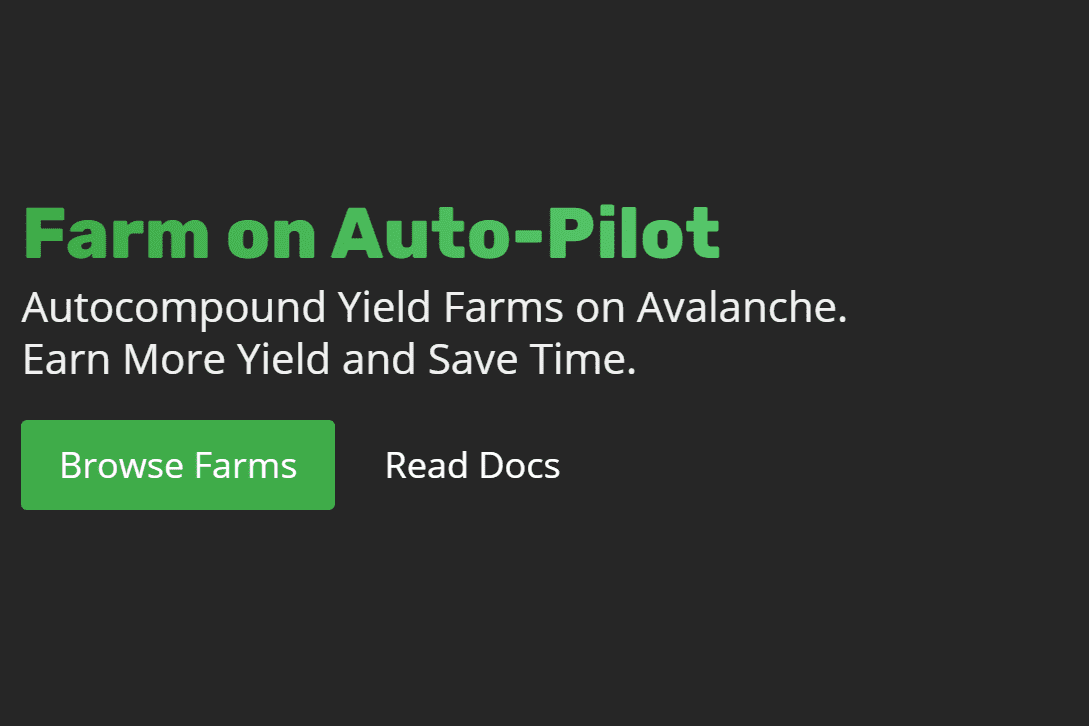 Farm on Auto-Pilot
Autocompound Yield Farms on Avalanche.
Earn More Yield and Save Time.
Browse Farms
Read Docs